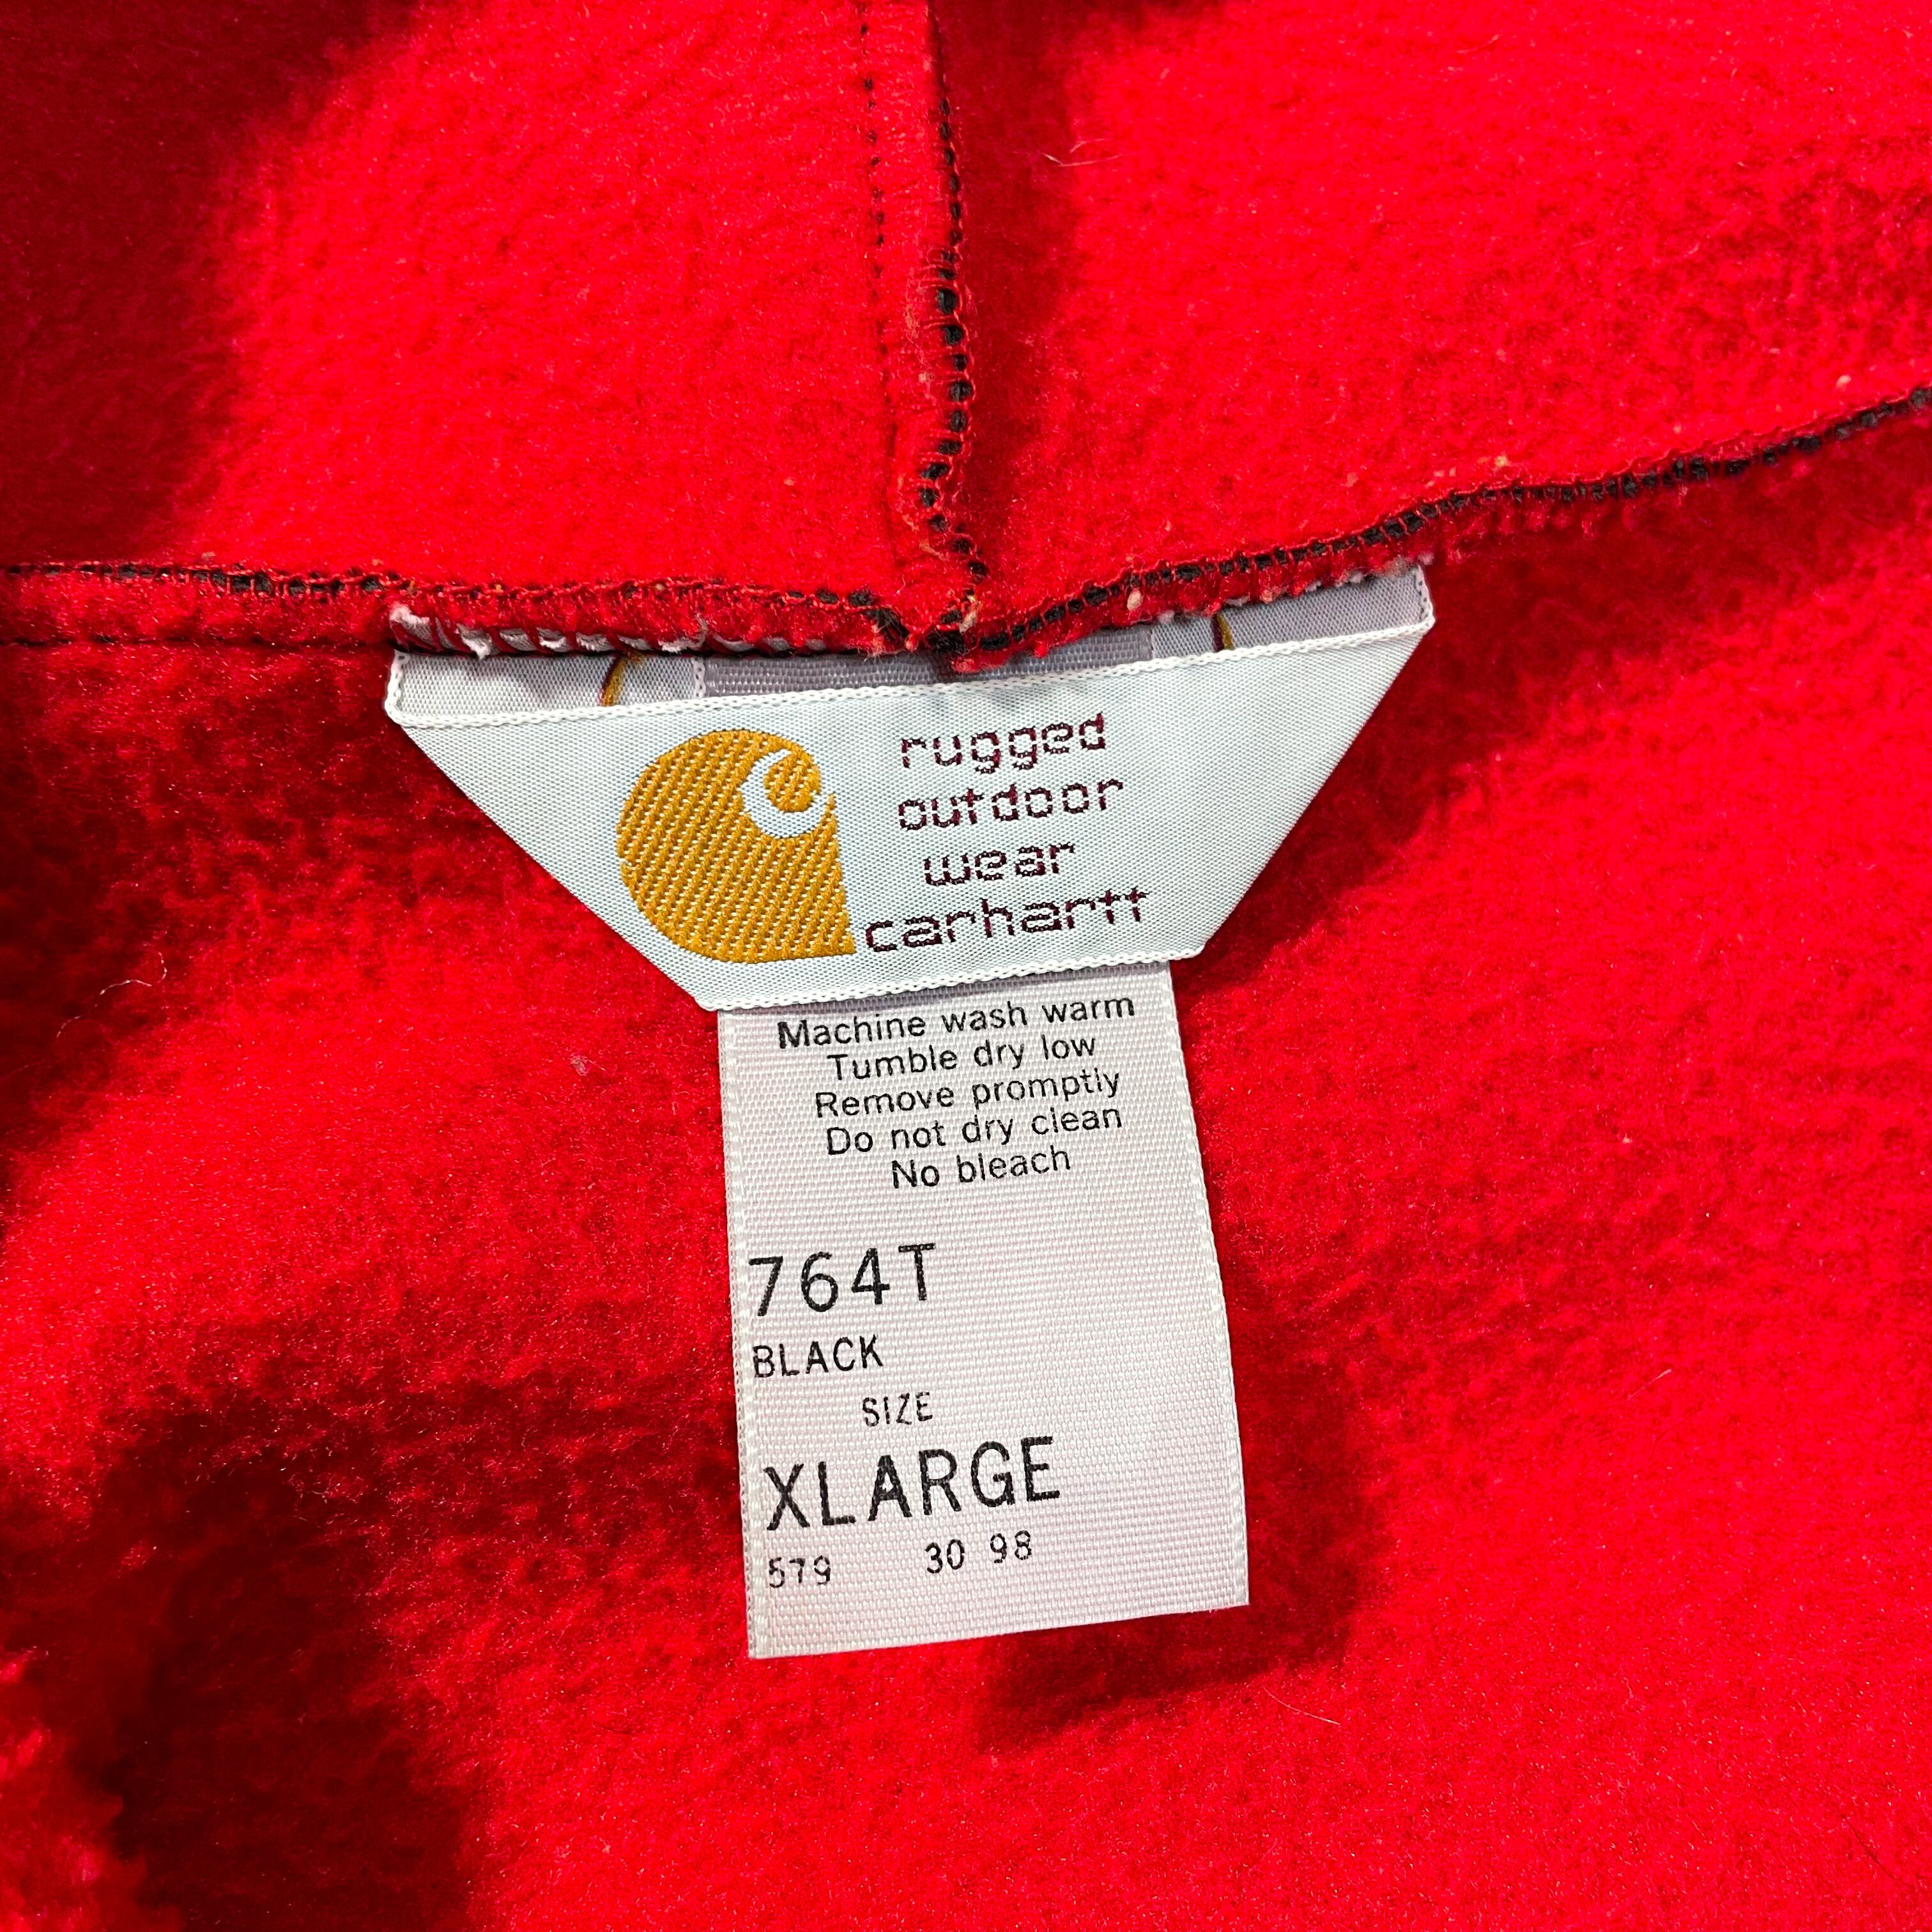 rugged
outdoor
wear
carhartt
Machine wash warm
Tumble dry low
Remove promptly
Do not dry clean
No bleach
764T
BLACK
SIZE
XLARGE
579 30 98